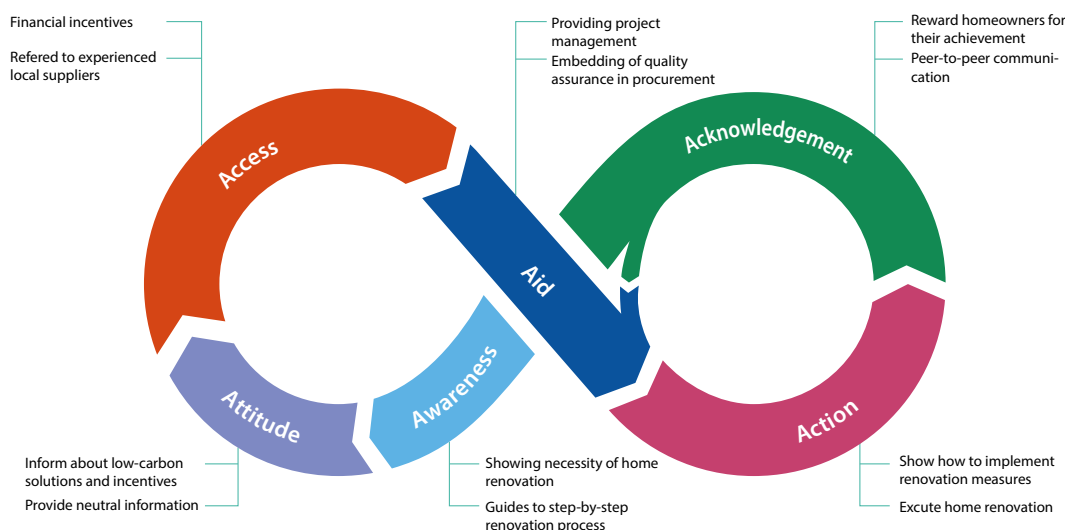 Financial incentives
Refered to experienced
local suppliers
Providing project
management
Embedding of quality
assurance in procurement
Reward homeowners for
their achievement
Peer-to-peer communi-
cation
Access
Acknowledgement
Aid
Awareness
Attitude
Action
Inform about low-carbon
solutions and incentives
Provide neutral information
Showing necessity of home
renovation
Guides to step-by-step
renovation process
Show how to implement
renovation measures
Excute home renovation